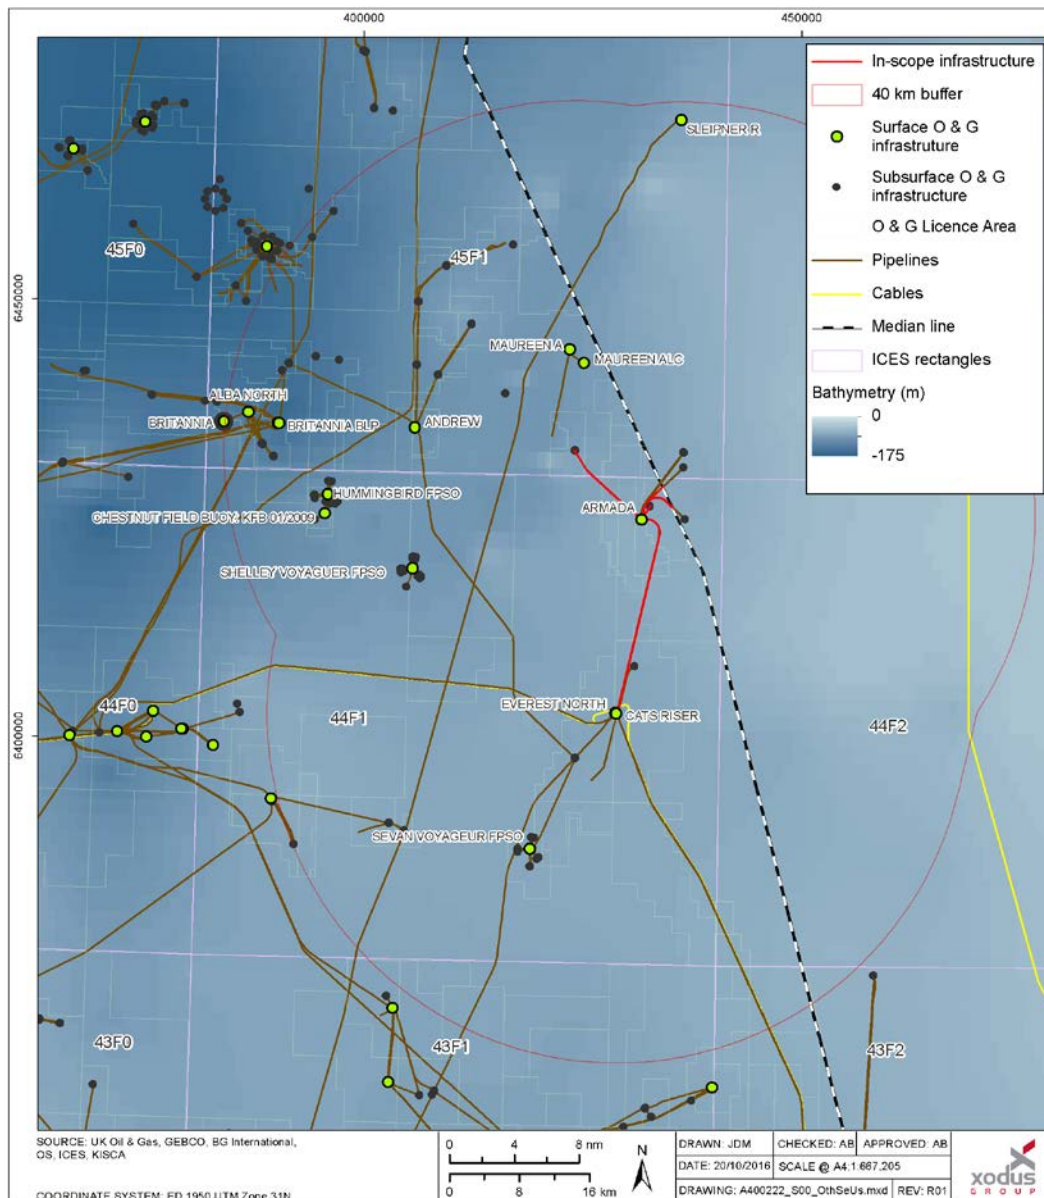 400000
450000
In-scope infrastructure
40 km buffer
Surface O & G
infrastruture
Subsurface O & G
infrastructure
O & G Licence Area
Pipelines
Cables
Median line
ICES rectangles
Bathymetry (m)
0
-175
SLEIPNER R
45F0
45F1
6450000
MAUREEN A
MAUREEN ALC
ALBA NORTH
BRITANNIA
BRITANNIA BLP
ANDREW
HUMMINGBIRD FPSO
CHESTNUT FIELD BUOY: KFB 01/2009
ARMADA
SHELLEY VOYAGUER FPSO
44F0
44F1
EVEREST NORTH
CATS RISER
44F2
6400000
SEVAN VOYAGEUR FPSO
43F0
43F1
43F2
SOURCE: UK Oil & Gas, GEBCO, BG International,
OS, ICES, KISCA
COORDINATE SYSTEM: ED 1950 UTM Zone 31N
0 4 8 nm
0 8 16 km
N
DRAWN: JDM CHECKED: AB APPROVED: AB
DATE: 20/10/2016 SCALE @ A4:1:667,205
DRAWING: A400222_S00_OthSeUs.mxd REV: R01
xodus
GROUP